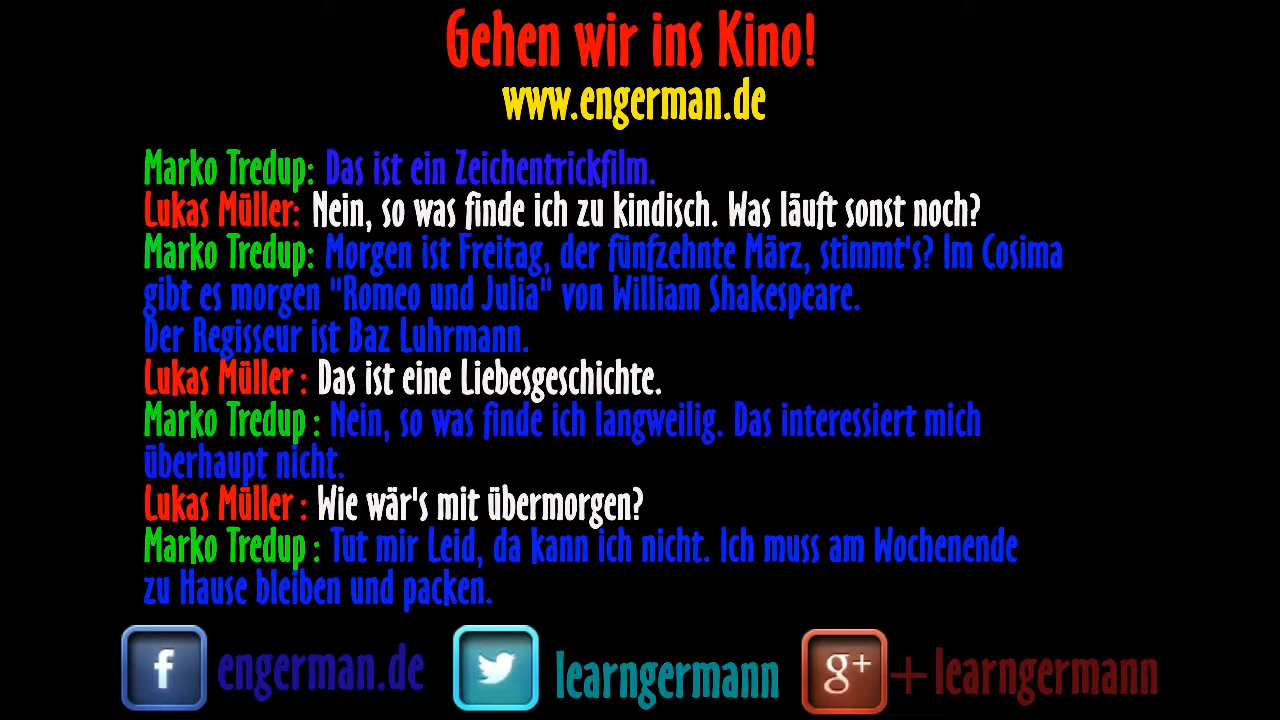 Gehen wir ins Kino!
www.engerman.de
Marko Tredup: Das ist ein Zeichentrickfilm.
Lukas Müller: Nein, so was finde ich zu kindisch. Was läuft sonst noch?
Marko Tredup: Morgen ist Freitag, der fünfzehnte März, stimmt's? Im Cosima
gibt es morgen "Romeo und Julia" von William Shakespeare.
Der Regisseur ist Baz Luhrmann.
Lukas Müller : Das ist eine Liebesgeschichte.
Marko Tredup : Nein, so was finde ich langweilig. Das interessiert mich
überhaupt nicht.
Lukas Müller : Wie wär's mit übermorgen?
Marko Tredup : Tut mir Leid, da kann ich nicht. Ich muss am Wochenende
zu Hause bleiben und packen.
f engerman.de learngermann g+ +learngermann